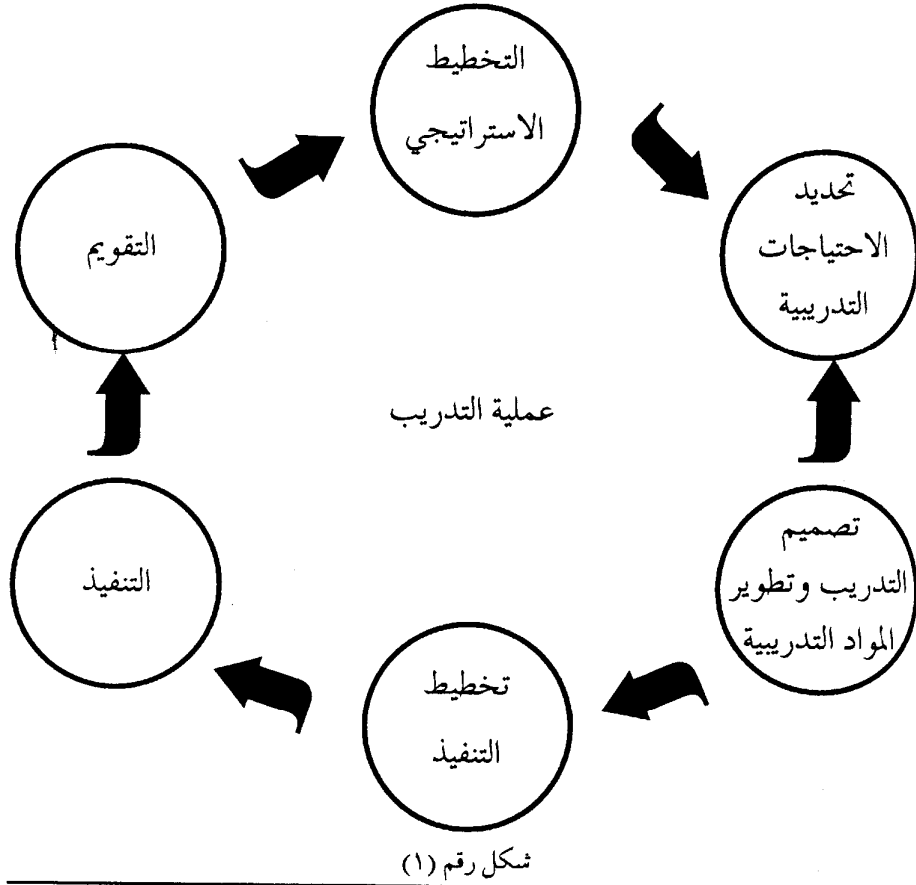 التخطيط
الاستراتيجي
تحديد
الاحتياجات
التدريبية
تصميم
التدريب وتطوير
المواد التدريبية
تخطيط
التنفيذ
التنفيذ
التقويم
عملية التدريب
شكل رقم (١)